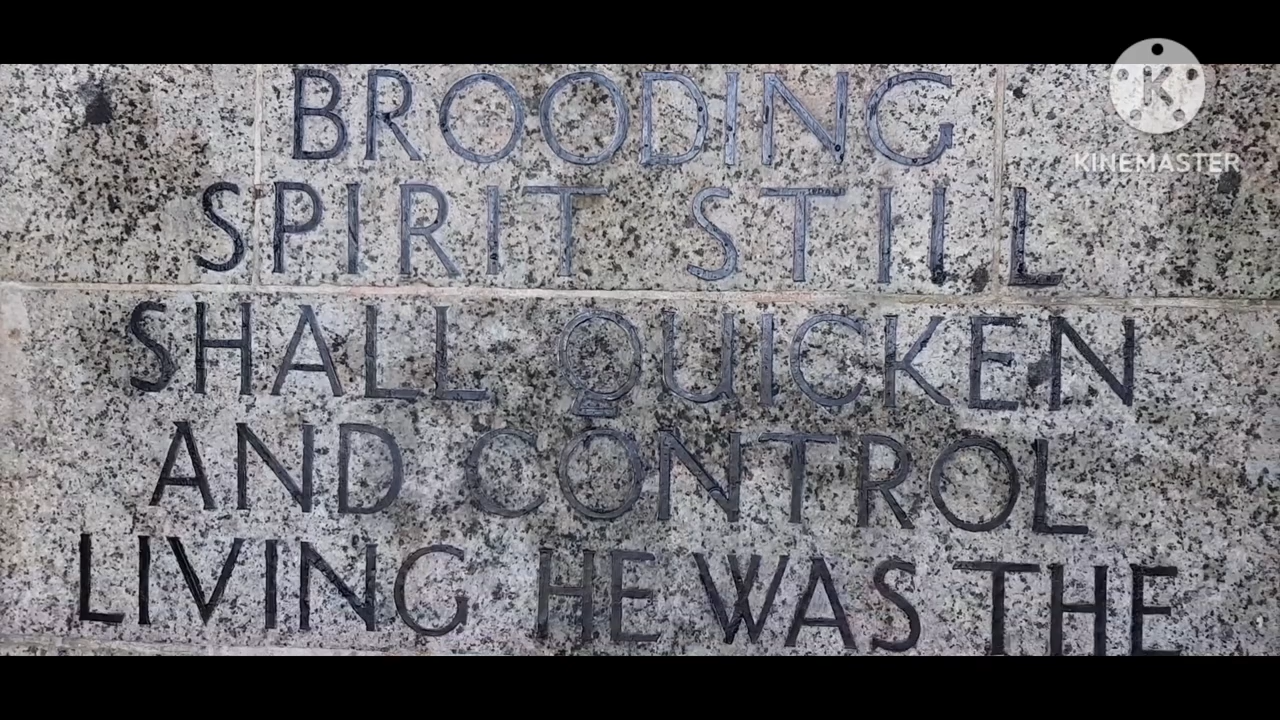 BROODING
SPIRIT STILL
SHALL QUICKEN
AND CONTROL
LIVING HE WAS THE
KINEMASTER